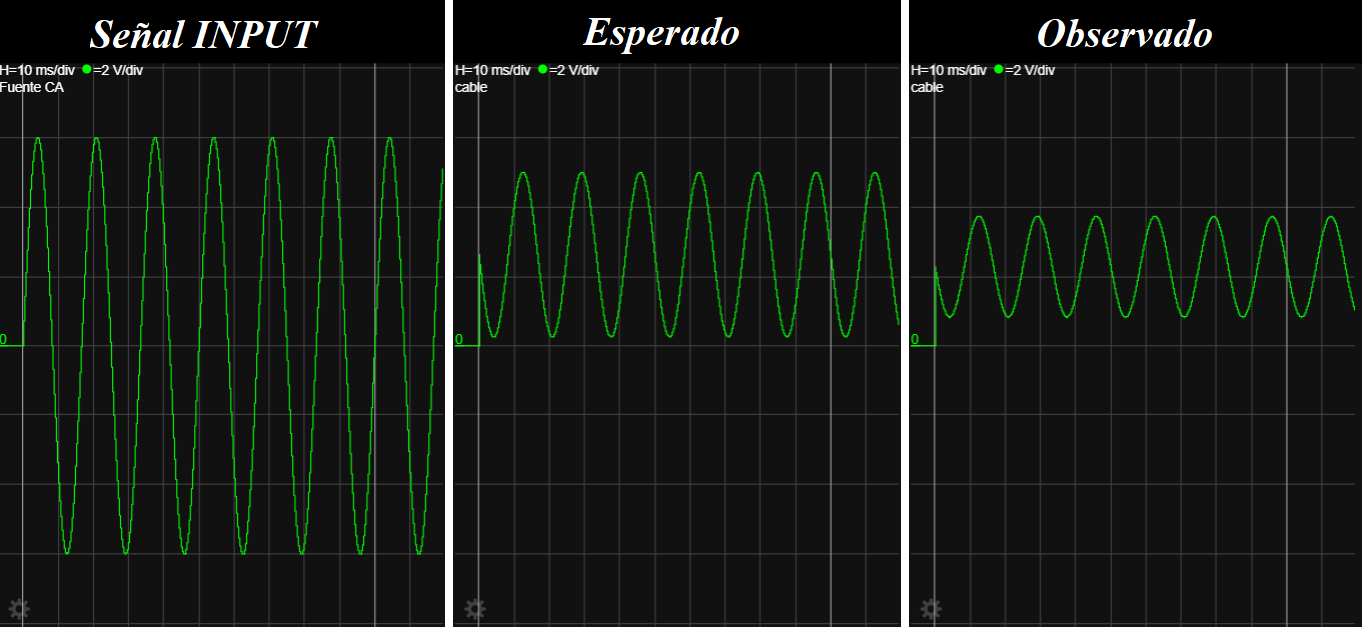 Señal INPUT
H=10 ms/div =2 V/div
Fuente CA
0
Esperado
H=10 ms/div =2 V/div
cable
0
Observado
H=10 ms/div =2 V/div
cable
0